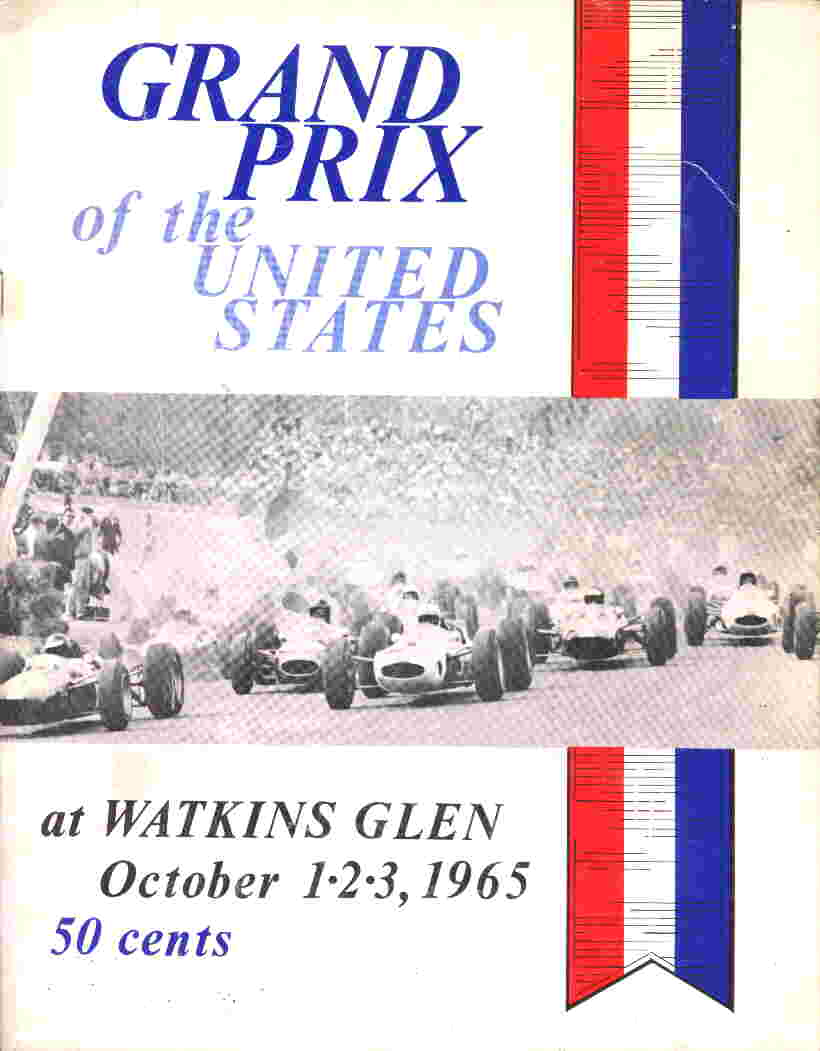 GRAND
PRIX
of the
UNITED
STATES
at WATKINS GLEN
October 1·2·3, 1965
50 cents